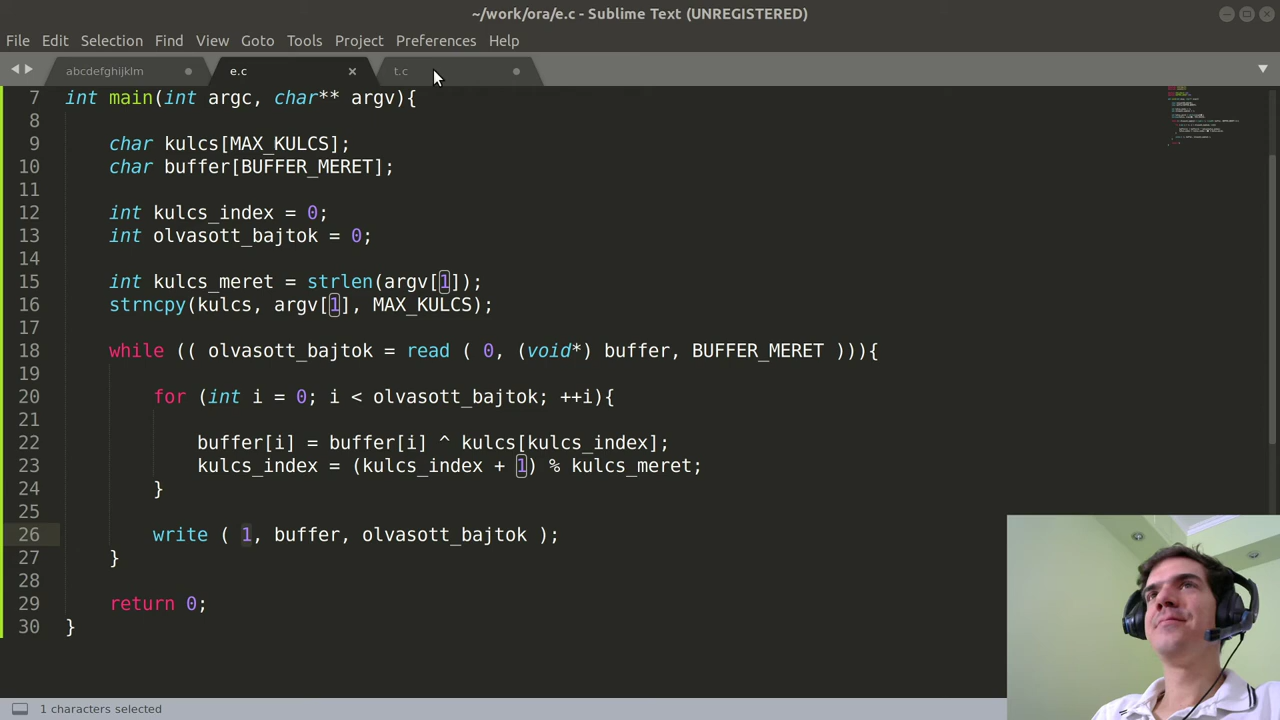 ~/work/ora/e.c - Sublime Text (UNREGISTERED)
File Edit Selection Find View Goto Tools Project Preferences Help
abcdefghijklm e.c t.c
7 int main(int argc, char** argv){
8
9 char kulcs[MAX_KULCS];
10 char buffer[BUFFER_MERET];
11
12 int kulcs_index = 0;
13 int olvasott_bajtok = 0;
14
15 int kulcs_meret = strlen(argv[1]);
16 strncpy(kulcs, argv[1], MAX_KULCS);
17
18 while (( olvasott_bajtok = read ( 0, (void*) buffer, BUFFER_MERET ))){
19
20 for (int i = 0; i < olvasott_bajtok; ++i){
21
22 buffer[i] = buffer[i] ^ kulcs[kulcs_index];
23 kulcs_index = (kulcs_index + 1) % kulcs_meret;
24 }
25
26 write ( 1, buffer, olvasott_bajtok );
27 }
28
29 return 0;
30 }
1 characters selected